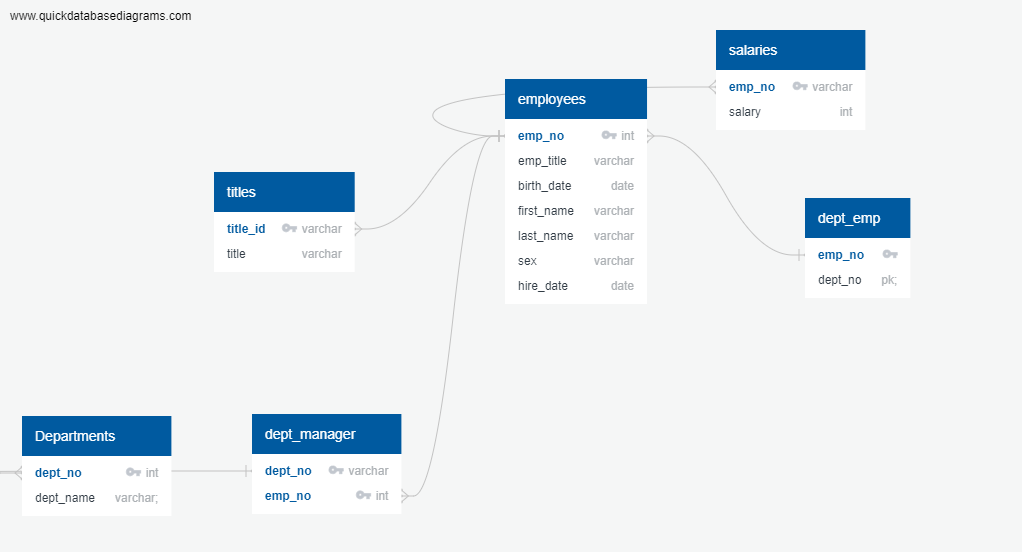 www.quickdatabasediagrams.com
salaries
emp_no varchar
salary int
employees
emp_no int
emp_title varchar
birth_date date
first_name varchar
last_name varchar
sex varchar
hire_date date
titles
title_id varchar
title varchar
dept_emp
emp_no
dept_no pk;
Departments
dept_no int
dept_name varchar;
dept_manager
dept_no varchar
emp_no int